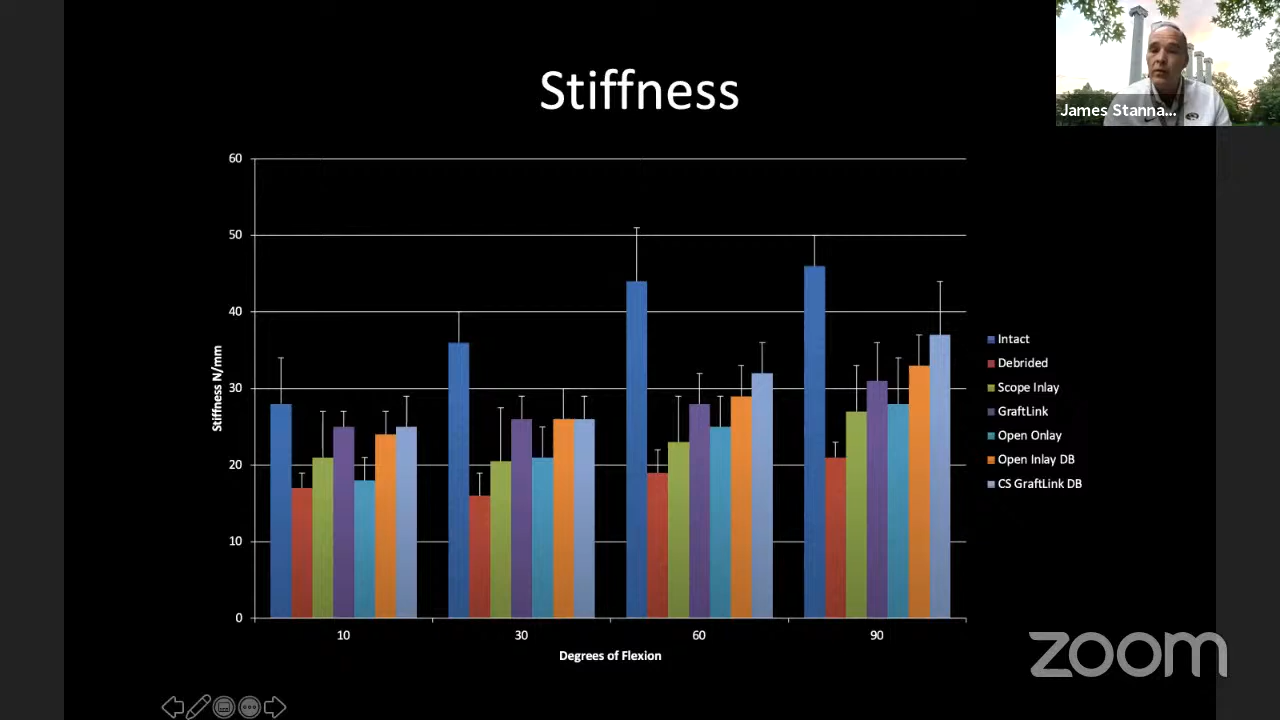 Stiffness
James Stanna...
60
50
40
30
20
10
0
Stiffness N/mm
10
30
60
90
Degrees of Flexion
Intact
Debrided
Scope Inlay
GraftLink
Open Onlay
Open Inlay DB
CS GraftLink DB
zoom